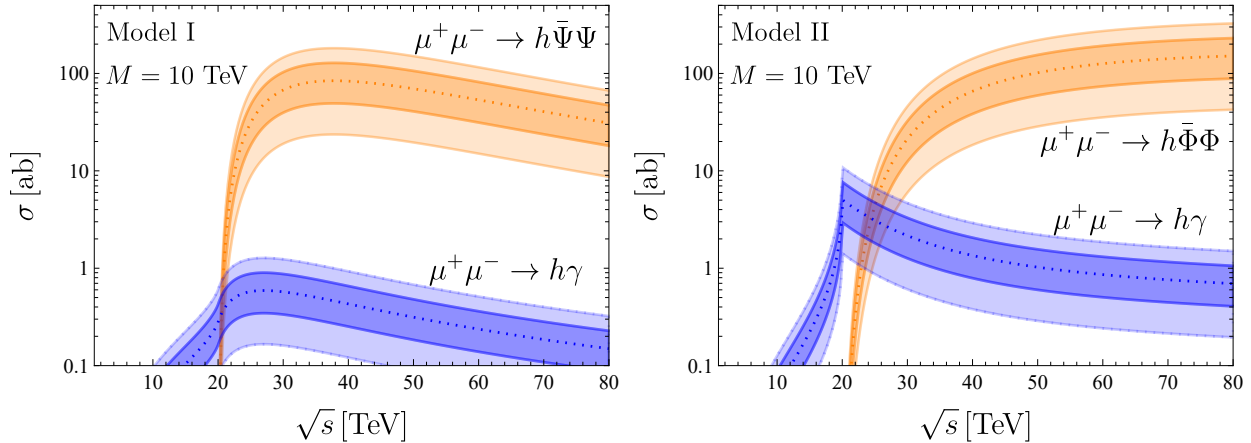 Model I
μ⁺μ⁻ → hΨ̄Ψ
M = 10 TeV
μ⁺μ⁻ → hγ
σ [ab]
100
10
1
0.1
10 20 30 40 50 60 70 80
√s [TeV]
Model II
M = 10 TeV
μ⁺μ⁻ → hΦ̄Φ
μ⁺μ⁻ → hγ
σ [ab]
100
10
1
0.1
10 20 30 40 50 60 70 80
√s [TeV]